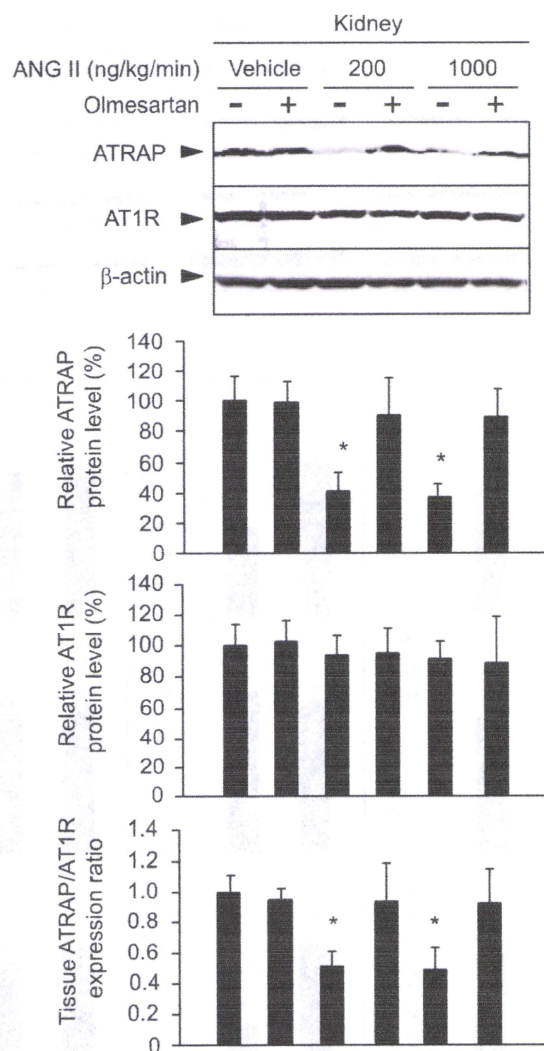 Kidney
ANG II (ng/kg/min) Vehicle 200 1000
Olmesartan - + - + - +
ATRAP
AT1R
β-actin
Relative ATRAP
protein level (%)
140
120
100
80
60
40
20
0
* *
Relative AT1R
protein level (%)
140
120
100
80
60
40
20
0
Tissue ATRAP/AT1R
expression ratio
1.4
1.2
1.0
0.8
0.6
0.4
0.2
0
* *